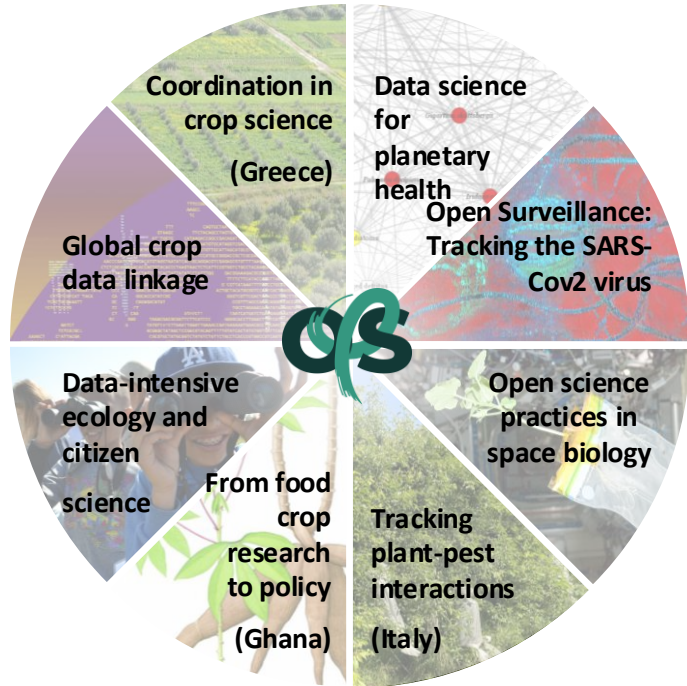 Coordination in
crop science
(Greece)
Data science
for
planetary
health
Open Surveillance:
Tracking the SARS-
Cov2 virus
Global crop
data linkage
Data-intensive
ecology and
citizen
science
From food
crop
research
to policy
(Ghana)
Tracking
plant-pest
interactions
(Italy)
Open science
practices in
space biology